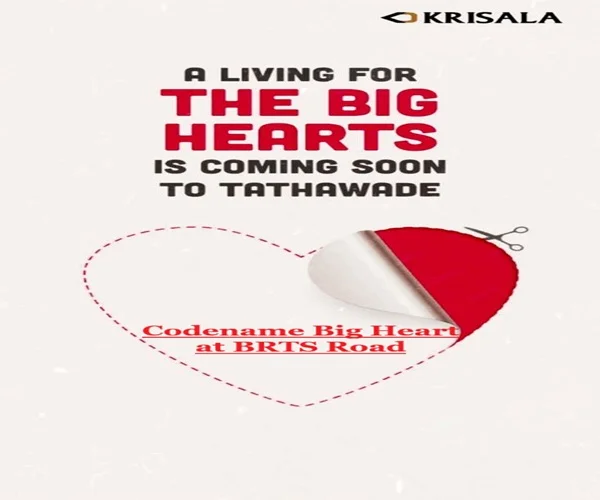 KRISALA
A LIVING FOR
THE BIG
HEARTS
IS COMING SOON
TO TATHAWADE
Codename Big Heart
at BRTS Road